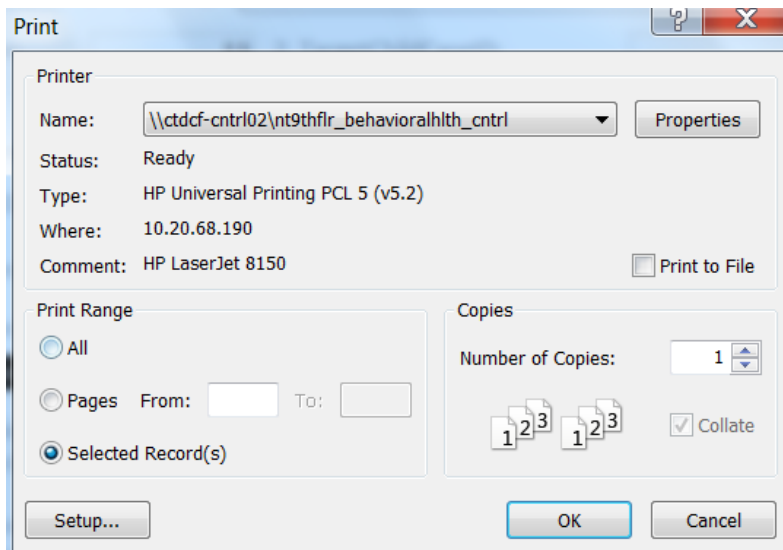 Print
Printer
Name: \\ctdcf-cntrl02\nt9thflr_behavioralhlth_cntrl Properties
Status: Ready
Type: HP Universal Printing PCL 5 (v5.2)
Where: 10.20.68.190
Comment: HP LaserJet 8150 Print to File
Print Range
All
Pages From: To:
Selected Record(s)
Copies
Number of Copies: 1
1 2 3 1 2 3 Collate
Setup... OK Cancel